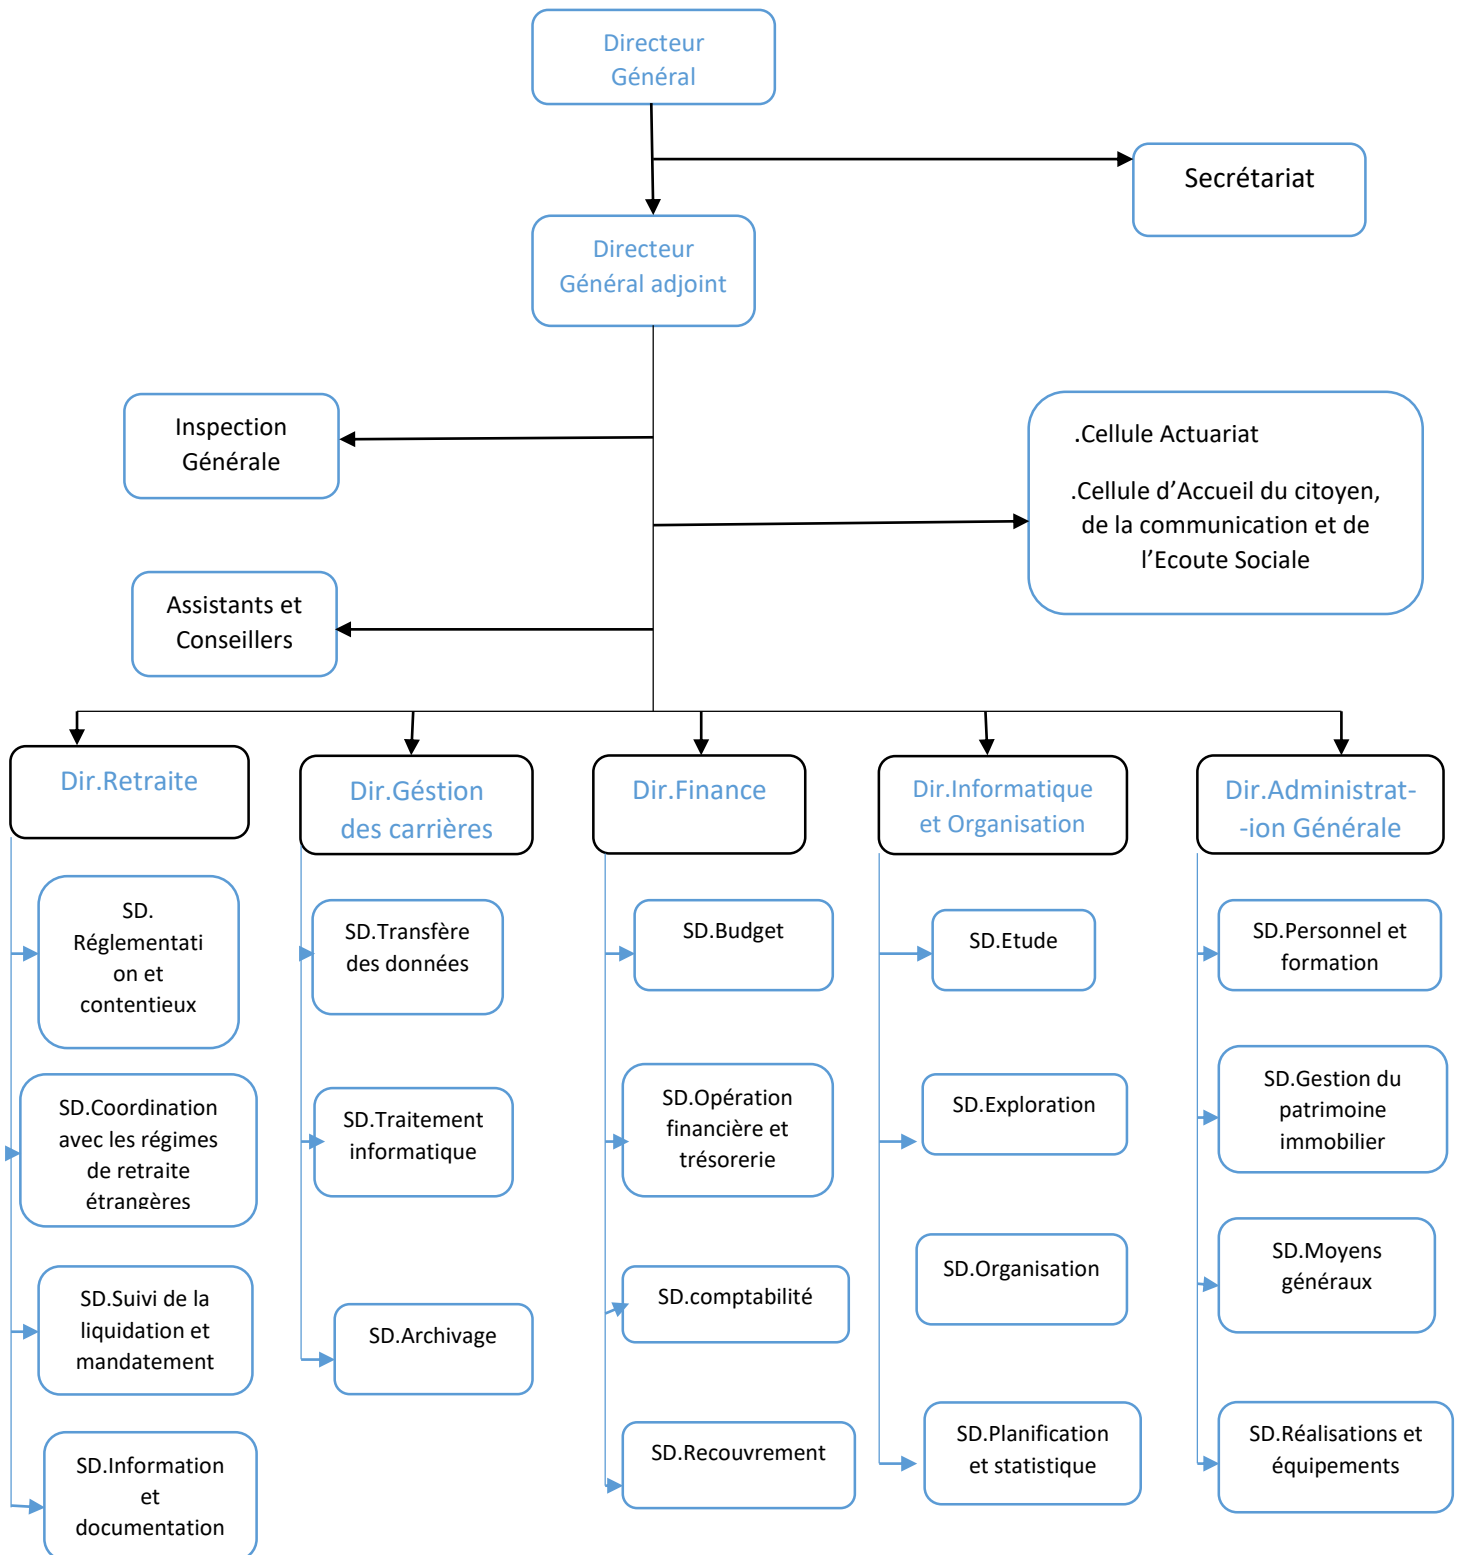 Directeur
Général
Secrétariat
Directeur
Général adjoint
Inspection
Générale
.Cellule Actuariat
.Cellule d’Accueil du citoyen,
de la communication et de
l’Ecoute Sociale
Assistants et
Conseillers
Dir.Retraite
SD.
Réglementati
on et
contentieux
SD.Coordination
avec les régimes
de retraite
étrangères
SD.Suivi de la
liquidation et
mandatement
SD.Information
et
documentation
Dir.Géstion
des carrières
SD.Transfère
des données
SD.Traitement
informatique
SD.Archivage
Dir.Finance
SD.Budget
SD.Opération
financière et
trésorerie
SD.comptabilité
SD.Recouvrement
Dir.Informatique
et Organisation
SD.Etude
SD.Exploration
SD.Organisation
SD.Planification
et statistique
Dir.Administrat-
-ion Générale
SD.Personnel et
formation
SD.Gestion du
patrimoine
immobilier
SD.Moyens
généraux
SD.Réalisations et
équipements